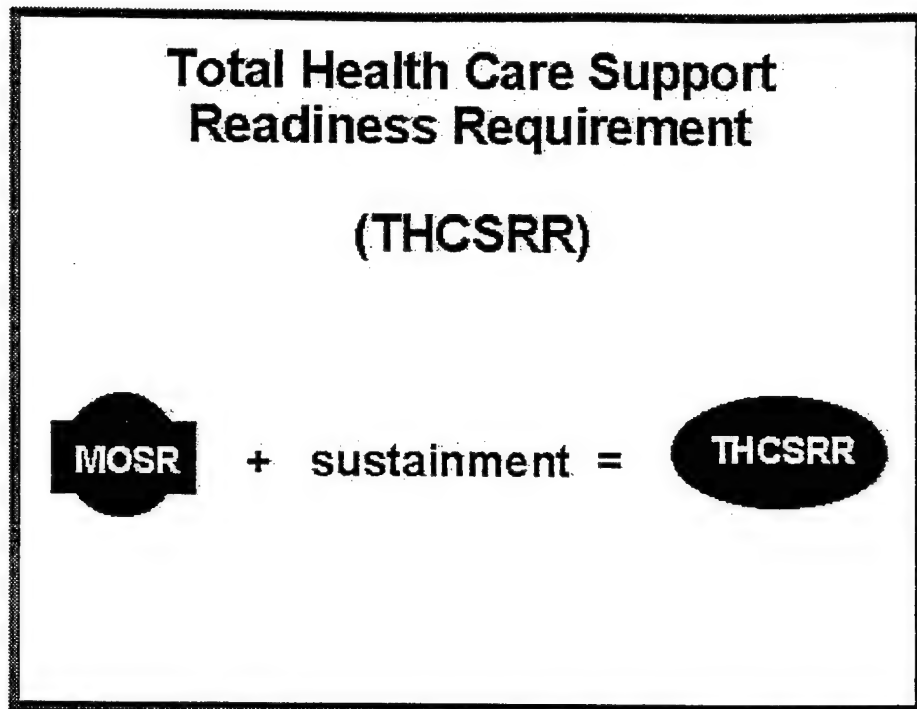 Total Health Care Support
Readiness Requirement
(THCSRR)
MOSR + sustainment = THCSRR